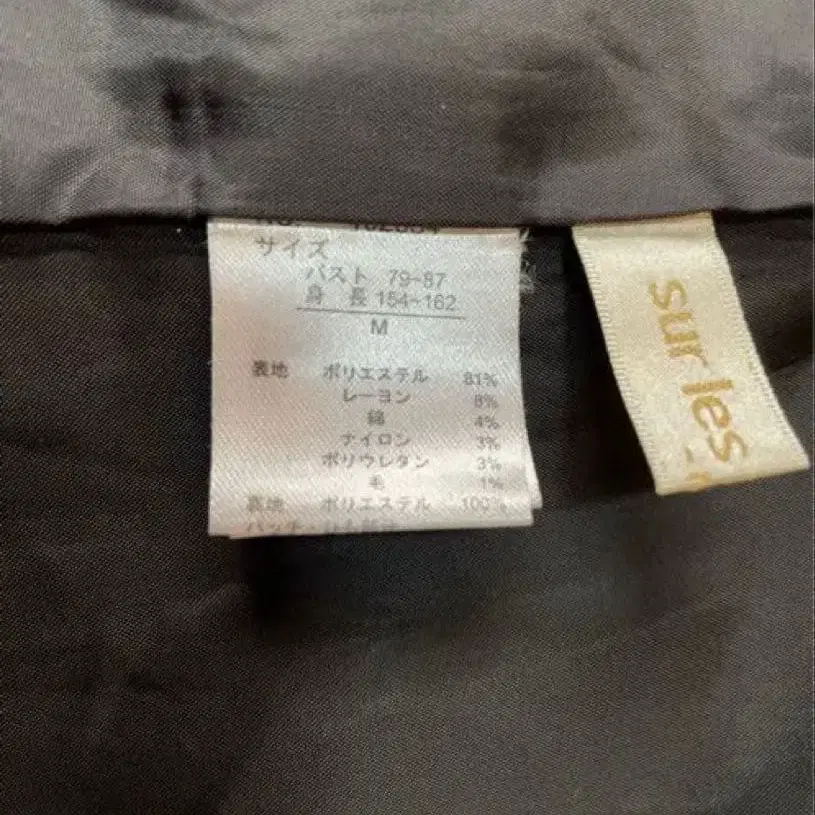 サイズ
バスト 79~87
身 長 154~162
M
表地 ポリエステル 81%
レーヨン 8%
綿 4%
ナイロン 3%
ポリウレタン 3%
毛 1%
裏地 ポリエステル 100%
sur les